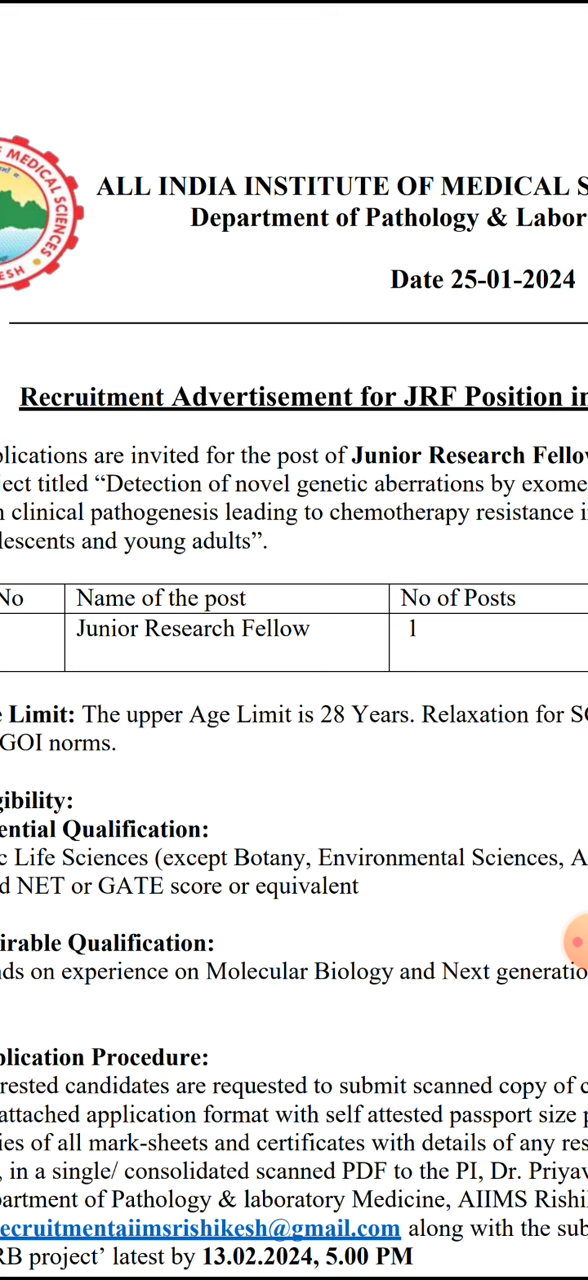 MEDICAL SCIENCES
ALL INDIA INSTITUTE OF MEDICAL S
Department of Pathology & Labor
Date 25-01-2024
Recruitment Advertisement for JRF Position in
plications are invited for the post of Junior Research Fellow
ect titled “Detection of novel genetic aberrations by exome
n clinical pathogenesis leading to chemotherapy resistance i
lescents and young adults”.
No Name of the post No of Posts
Junior Research Fellow 1
e Limit: The upper Age Limit is 28 Years. Relaxation for S
GOI norms.
gibility:
ential Qualification:
c Life Sciences (except Botany, Environmental Sciences, A
d NET or GATE score or equivalent
irable Qualification:
ds on experience on Molecular Biology and Next generatio
plication Procedure:
rested candidates are requested to submit scanned copy of c
attached application format with self attested passport size p
ies of all mark-sheets and certificates with details of any res
, in a single/ consolidated scanned PDF to the PI, Dr. Priyav
partment of Pathology & laboratory Medicine, AIIMS Rishi
recruitmentaiimsrishikesh@gmail.com along with the sub
RB project’ latest by 13.02.2024, 5.00 PM